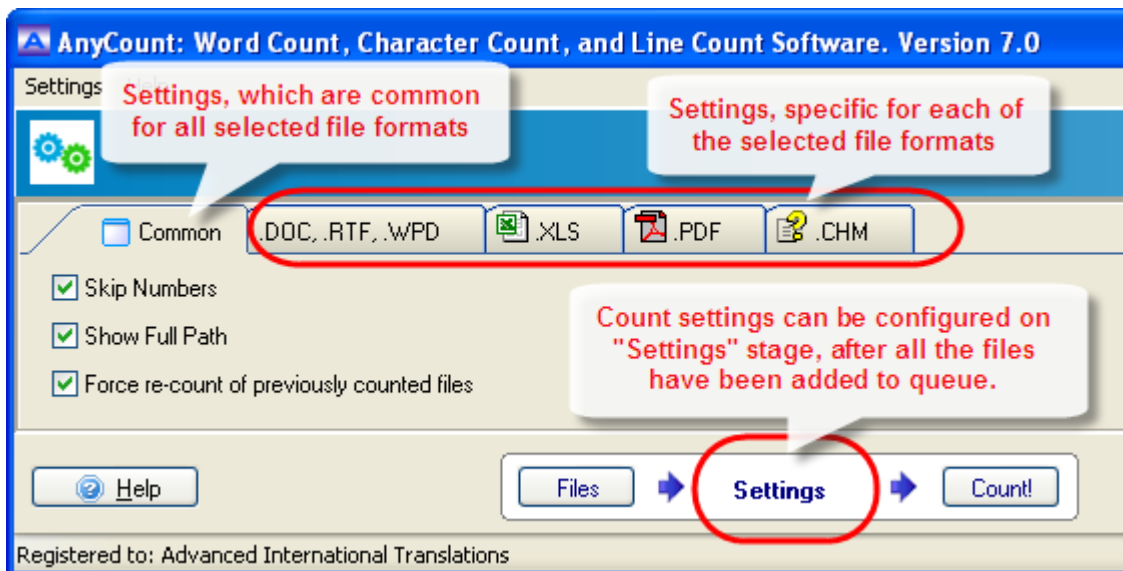 AnyCount: Word Count, Character Count, and Line Count Software. Version 7.0
Settings
Settings, which are common
for all selected file formats
Settings, specific for each of
the selected file formats
Common .DOC, .RTF, .WPD .XLS .PDF .CHM
Skip Numbers
Show Full Path
Force re-count of previously counted files
Count settings can be configured on
"Settings" stage, after all the files
have been added to queue.
Help Files Settings Count!
Registered to: Advanced International Translations